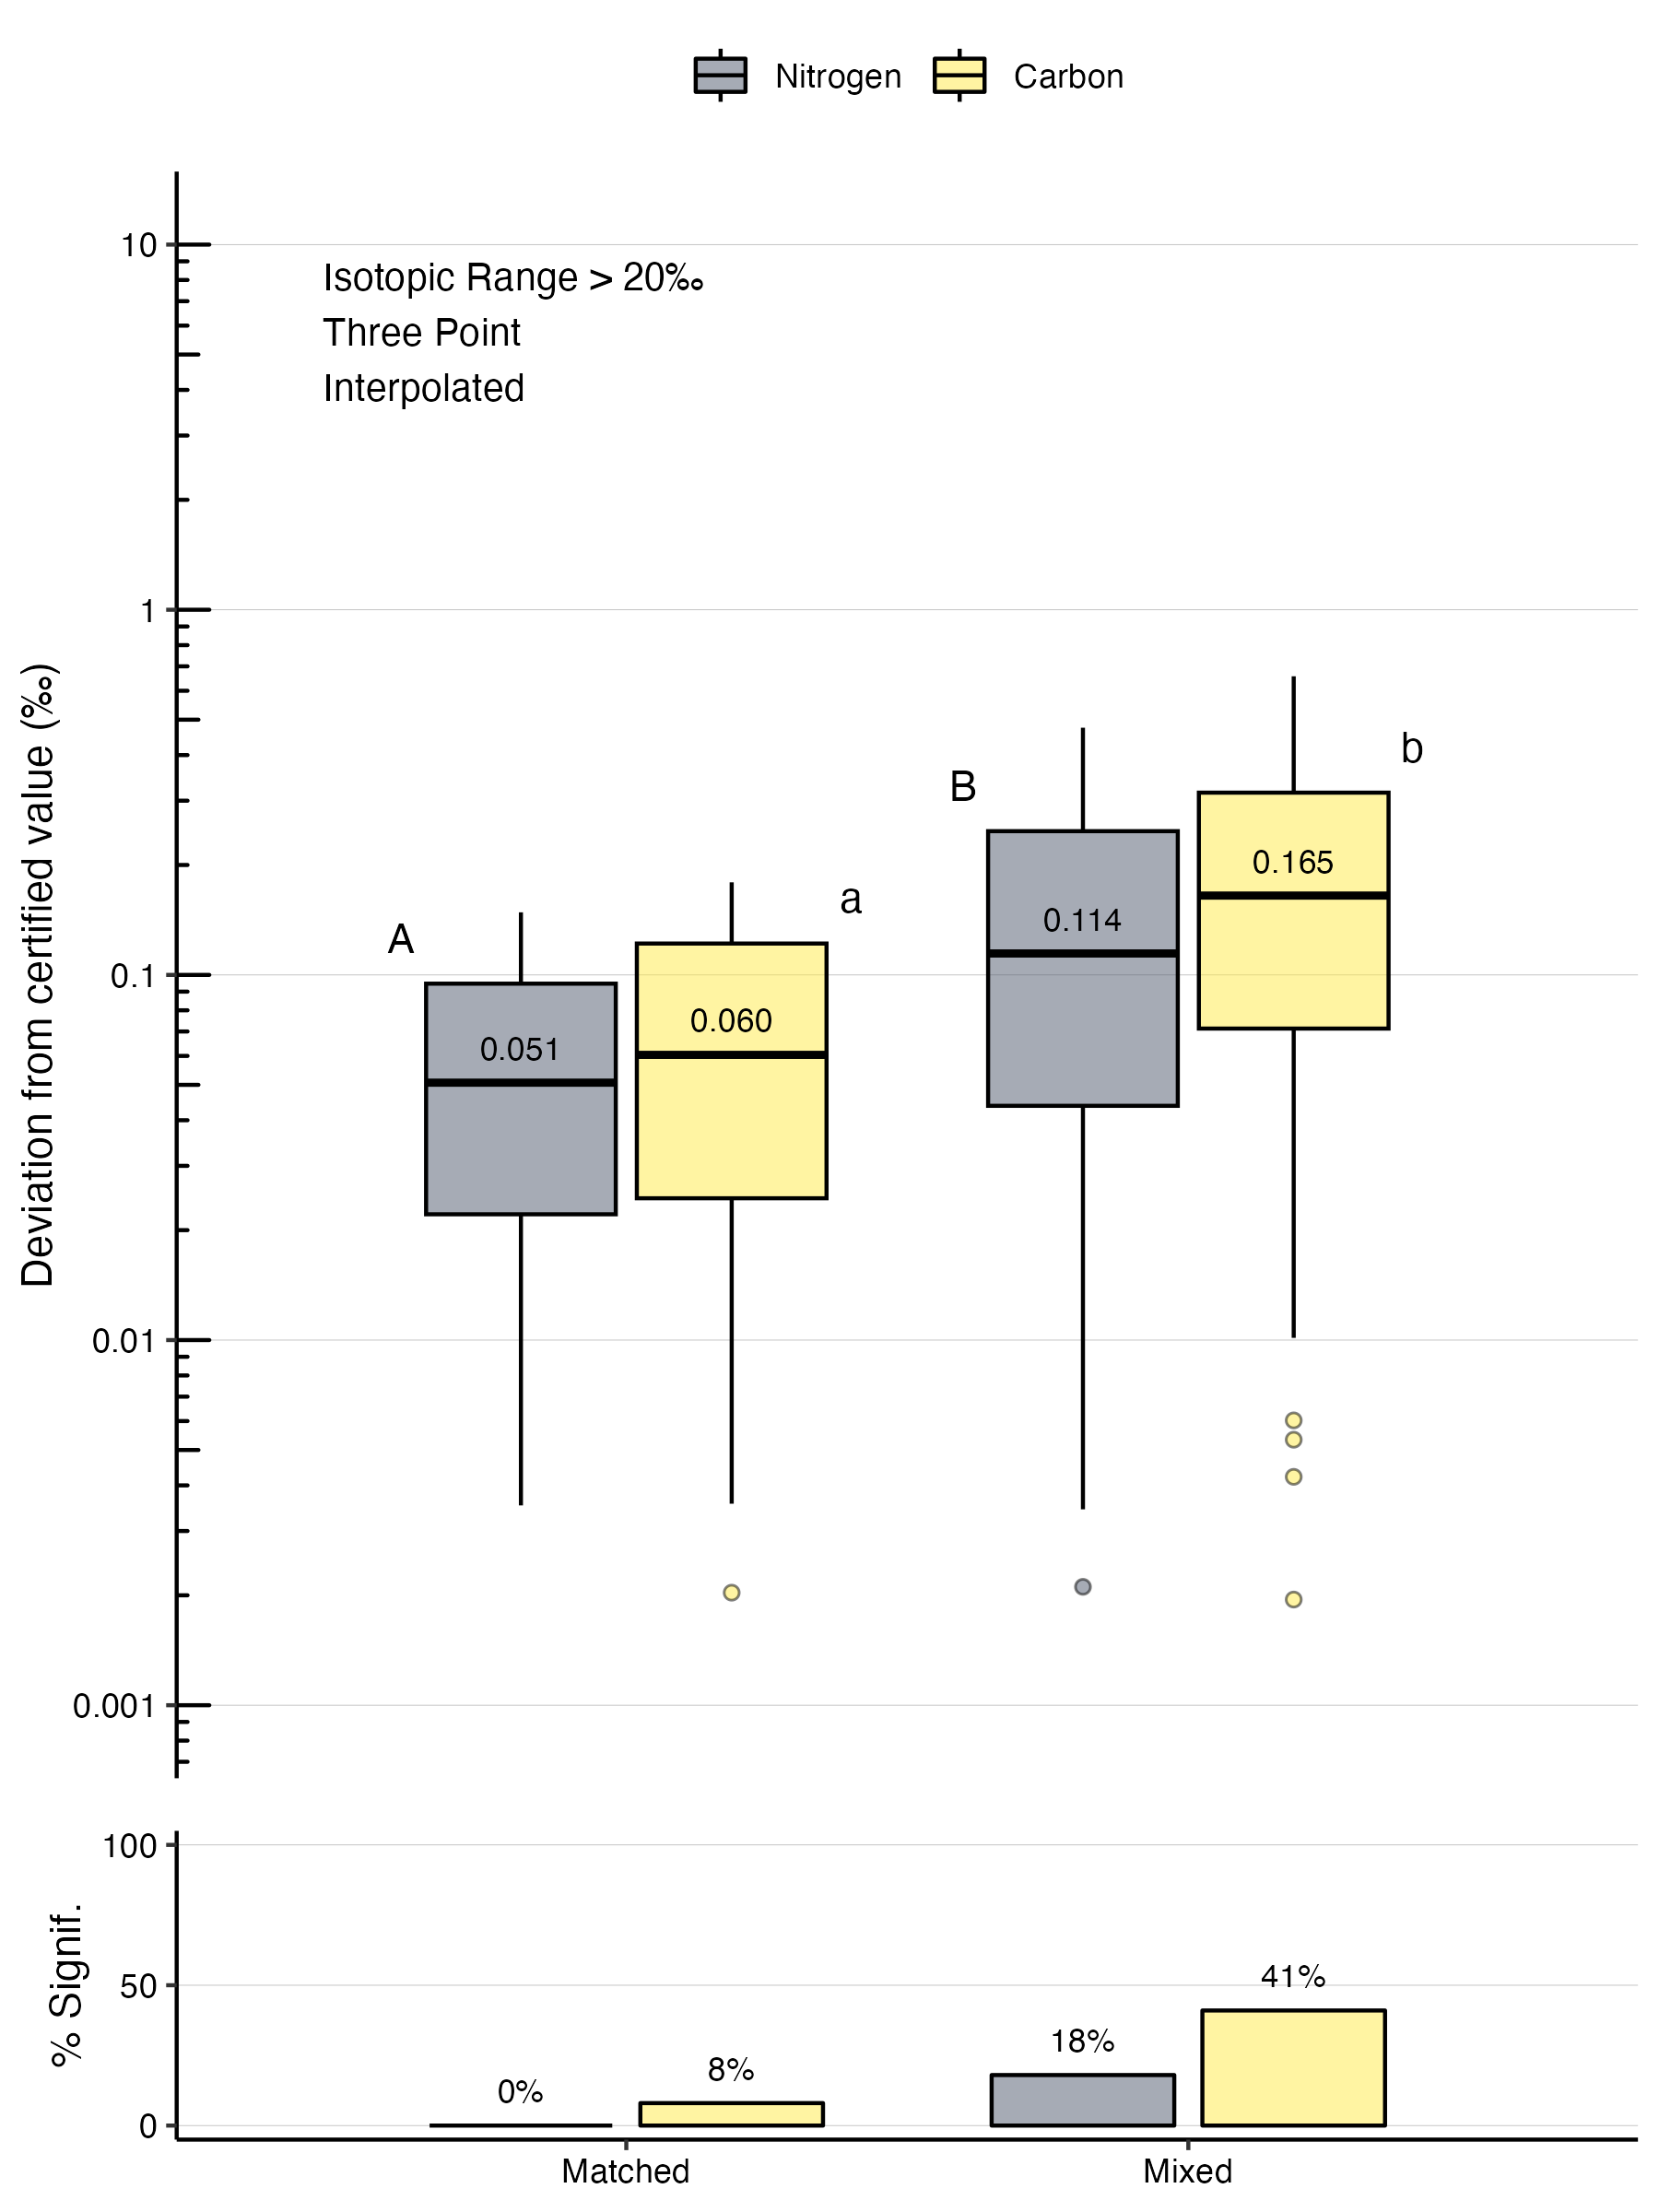 Nitrogen Carbon
10
Isotopic Range > 20‰
Three Point
Interpolated
1
Deviation from certified value (‰)
b
B
0.165
a
0.114
A
0.1
0.060
0.051
0.01
0.001
100
% Signif.
50
41%
18%
8%
0%
0
Matched Mixed